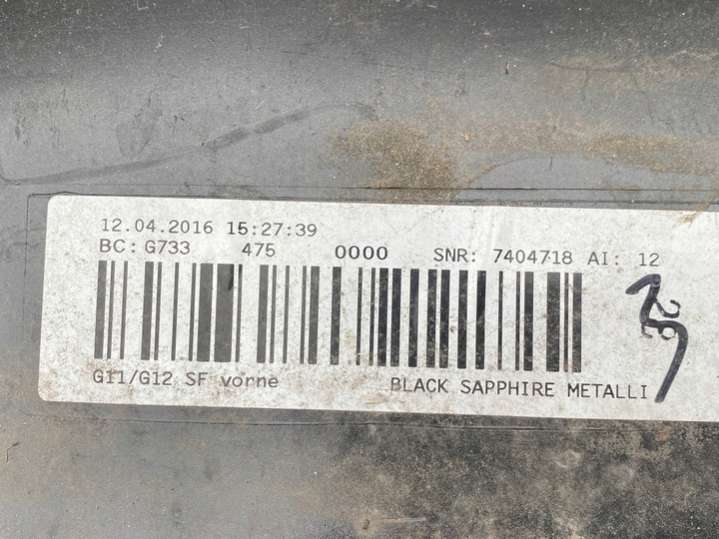 12.04.2016 15:27:39
BC: G733 475 0000 SNR: 7404718 AI: 12
G11/G12 SF vorne BLACK SAPPHIRE METALLI